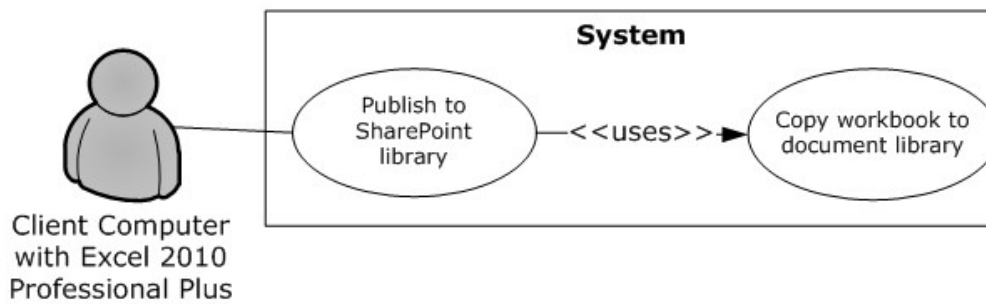 System
Publish to
SharePoint
library
<<uses>>
Copy workbook to
document library
Client Computer
with Excel 2010
Professional Plus